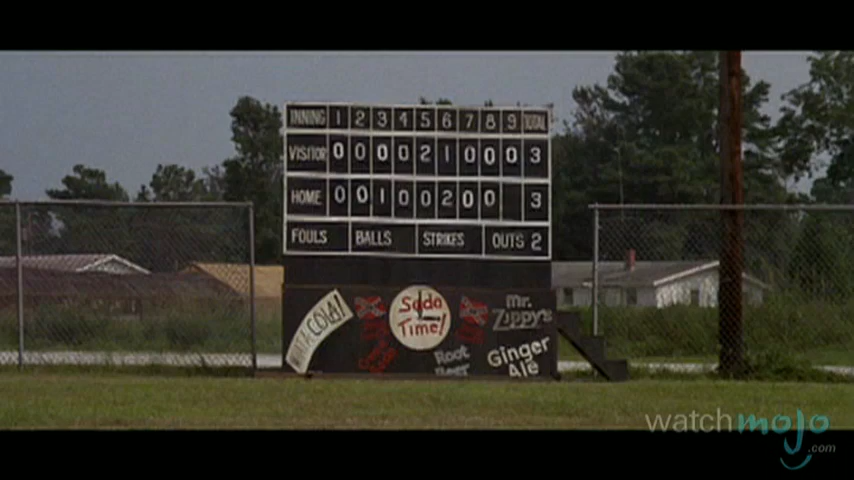 INNING 1 2 3 4 5 6 7 8 9 TOTAL
VISITOR 0 0 0 0 2 1 0 0 0 3
HOME 0 0 1 0 0 2 0 0 3
FOULS BALLS STRIKES OUTS 2
COLA!
Soda
Time!
Mr.
Zippy's
Root
Beer
Ginger
Ale
watchmojo
.com